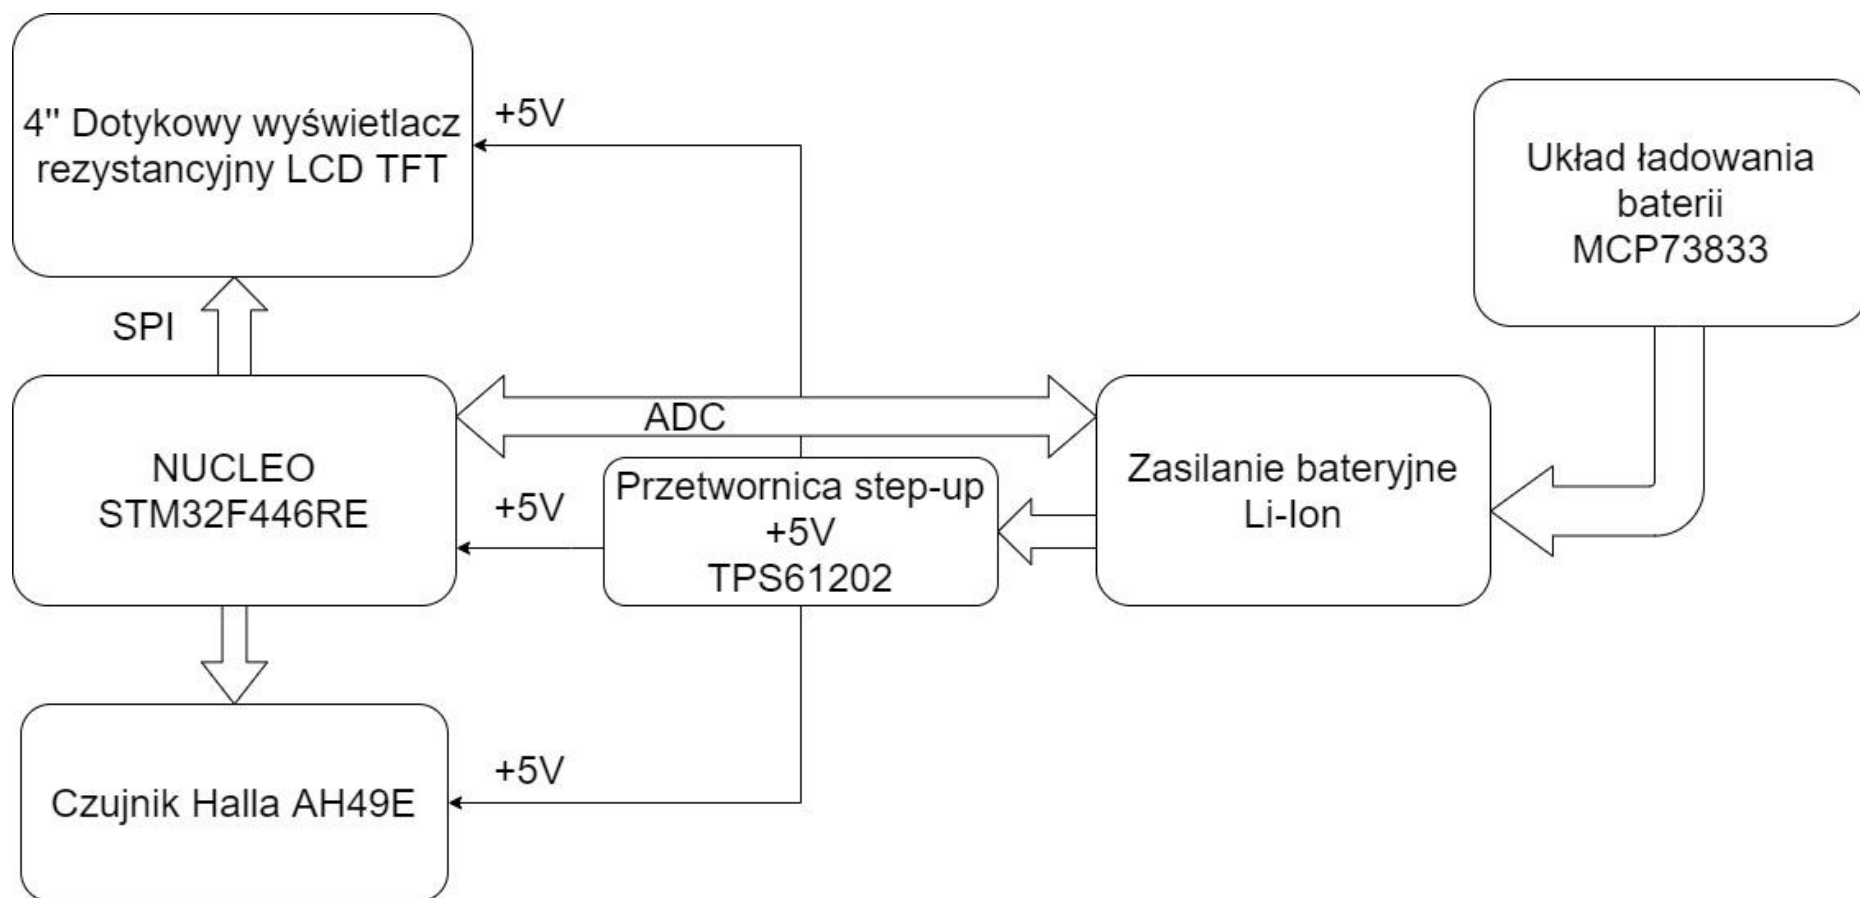 4" Dotykowy wyświetlacz
rezystancyjny LCD TFT
+5V
Układ ładowania
baterii
MCP73833
SPI
ADC
NUCLEO
STM32F446RE
+5V
Przetwornica step-up
+5V
TPS61202
Zasilanie bateryjne
Li-Ion
+5V
Czujnik Halla AH49E